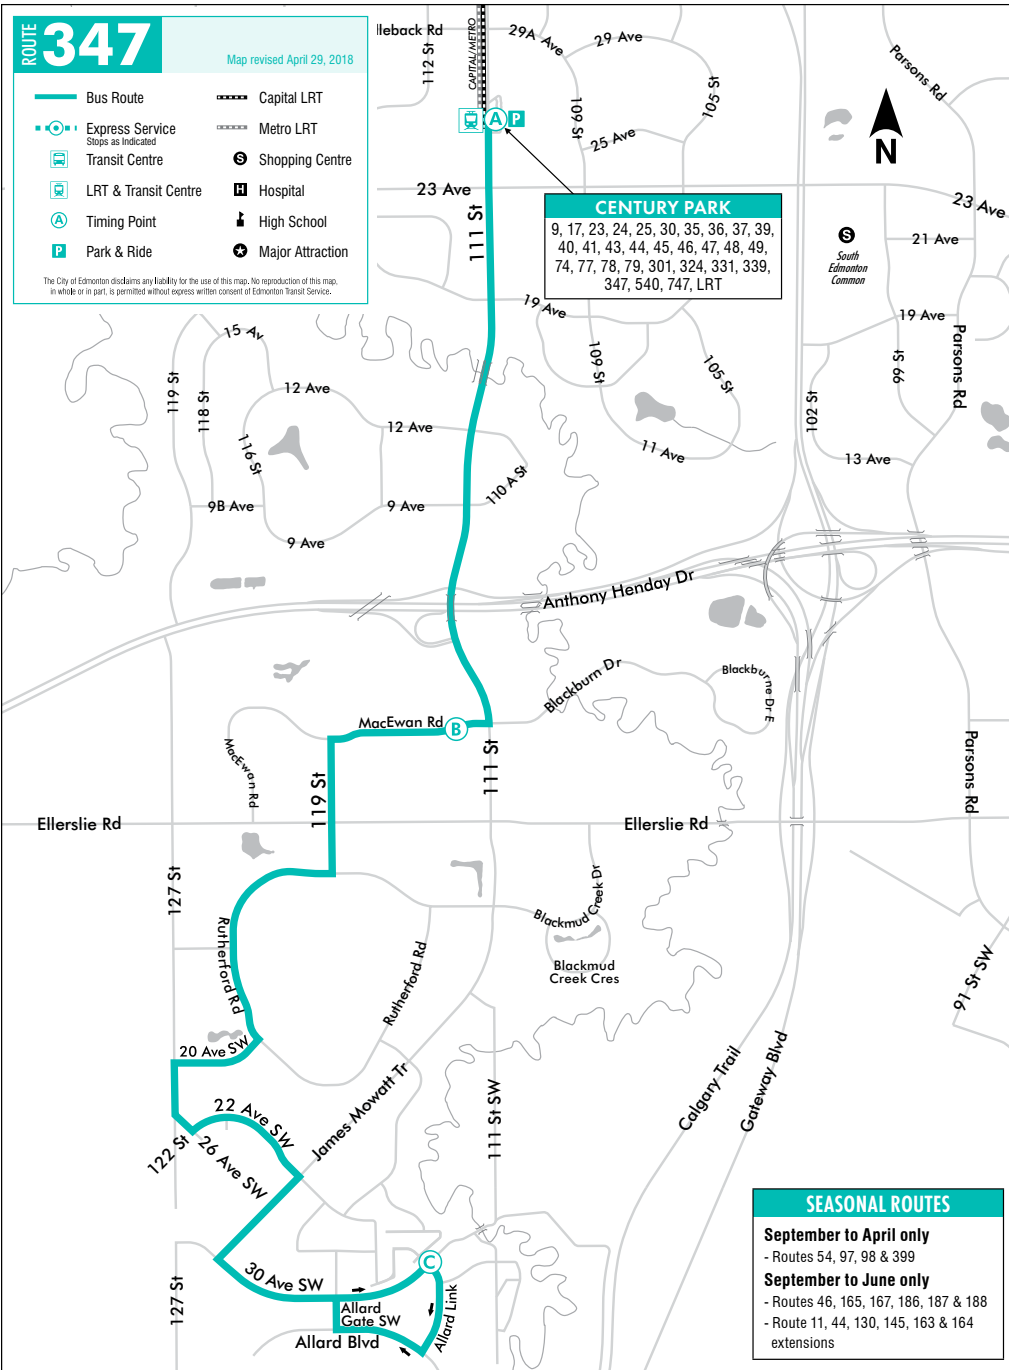 ROUTE 347
Map revised April 29, 2018
Bus Route
Capital LRT
Express Service
Stops as Indicated
Metro LRT
Transit Centre
S Shopping Centre
LRT & Transit Centre
H Hospital
A Timing Point
High School
P Park & Ride
Major Attraction
The City of Edmonton disclaims any liability for the use of this map. No reproduction of this map,
in whole or in part, is permitted without express written consent of Edmonton Transit Service.
lleback Rd
112 St
CAPITAL/METRO
29A Ave
29 Ave
109 St
105 St
25 Ave
Parsons Rd
N
A P
23 Ave
111 St
CENTURY PARK
9, 17, 23, 24, 25, 30, 35, 36, 37, 39,
40, 41, 43, 44, 45, 46, 47, 48, 49,
74, 77, 78, 79, 301, 324, 331, 339,
347, 540, 747, LRT
23 Ave
21 Ave
S
South
Edmonton
Common
19 Ave
19 Ave
15 Av
109 St
105 St
99 St
Parsons Rd
119 St
118 St
12 Ave
102 St
12 Ave
116 St
11 Ave
13 Ave
110 A St
9B Ave
9 Ave
9 Ave
Anthony Henday Dr
Blackburn Dr
Blackburne Dr E
MacEwan Rd
B
MacEwan Rd
111 St
Parsons Rd
119 St
Ellerslie Rd
Ellerslie Rd
127 St
Rutherford Rd
Rutherford Rd
Blackmud Creek Dr
Blackmud
Creek Cres
91 St SW
20 Ave SW
James Mowatt Tr
111 St SW
Calgary Trail
Gateway Blvd
22 Ave SW
122 St
26 Ave SW
C
30 Ave SW
127 St
Allard
Gate SW
Allard Link
Allard Blvd
SEASONAL ROUTES
September to April only
- Routes 54, 97, 98 & 399
September to June only
- Routes 46, 165, 167, 186, 187 & 188
- Route 11, 44, 130, 145, 163 & 164
extensions